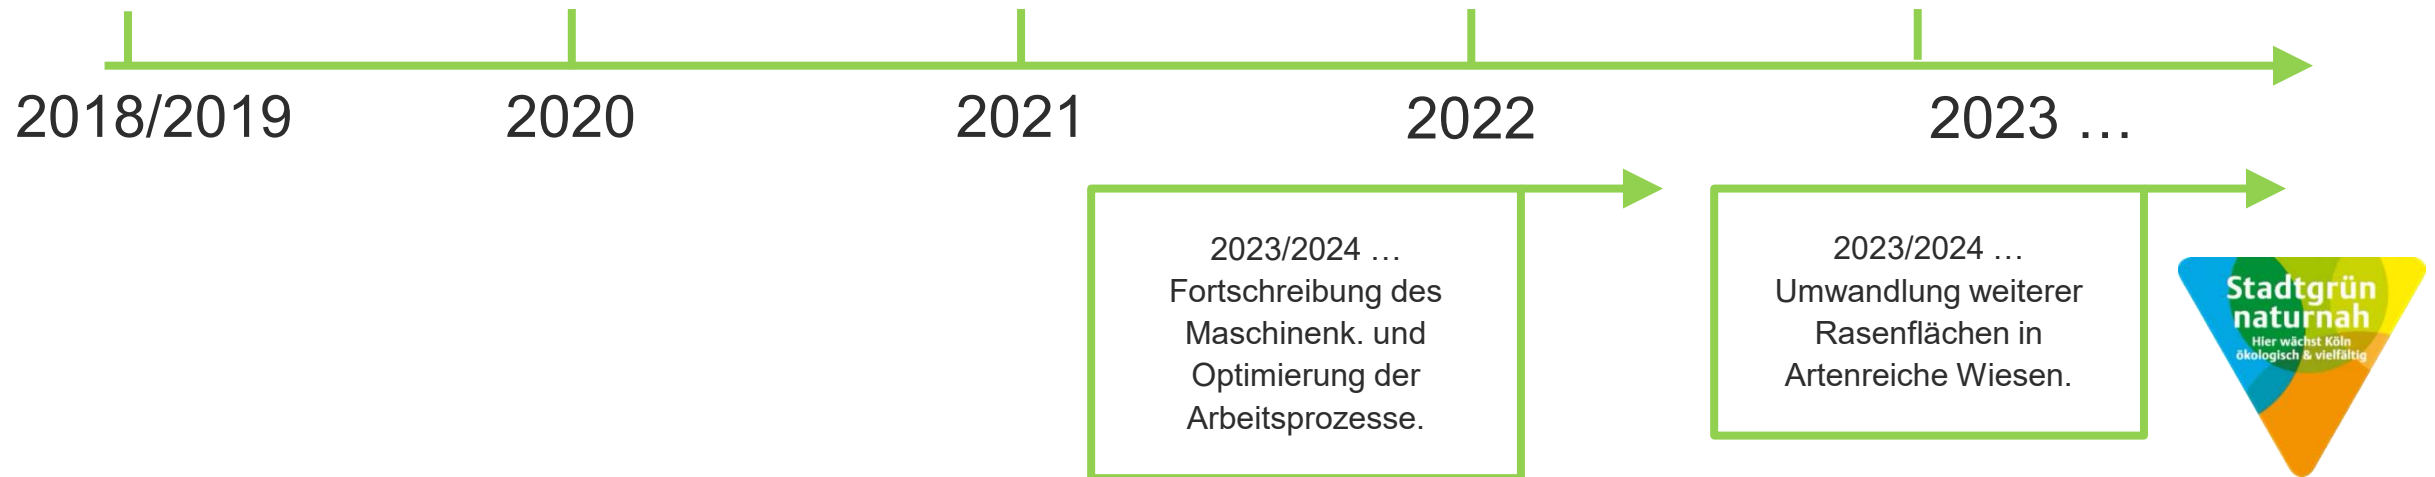 2018/2019
2020
2021
2022
2023 …
2023/2024 …
Fortschreibung des
Maschinenk. und
Optimierung der
Arbeitsprozesse.
2023/2024 …
Umwandlung weiterer
Rasenflächen in
Artenreiche Wiesen.
Stadtgrün
naturnah
Hier wächst Köln
ökologisch & vielfältig